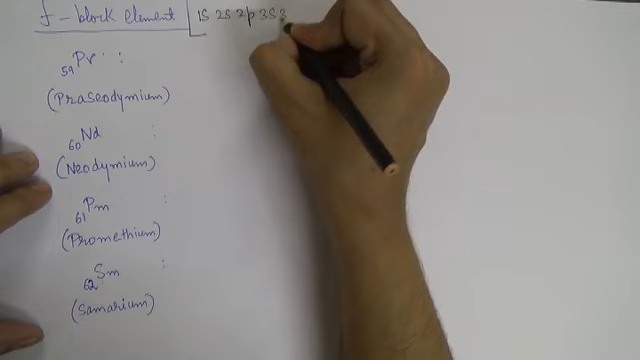 f - block element 1S 2S 2p 3S 3
59Pr :
(Praseodymium)
60Nd :
(Neodymium)
61Pm :
(Promethium)
62Sm :
(Samarium)